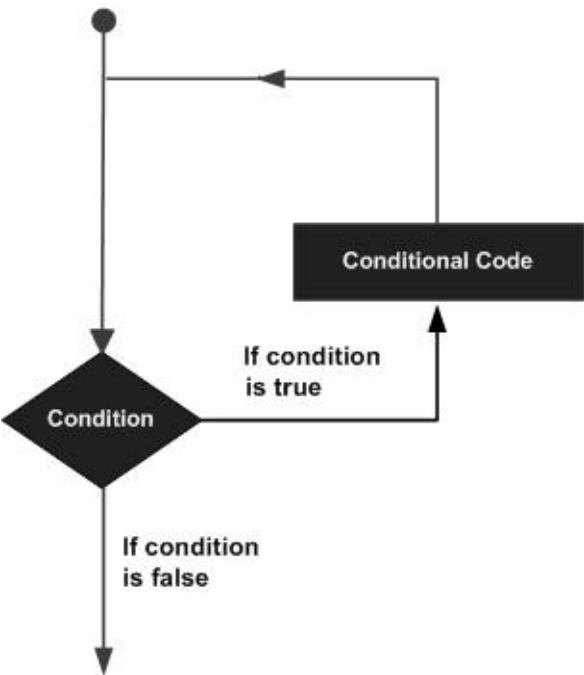 Conditional Code
If condition
is true
Condition
If condition
is false